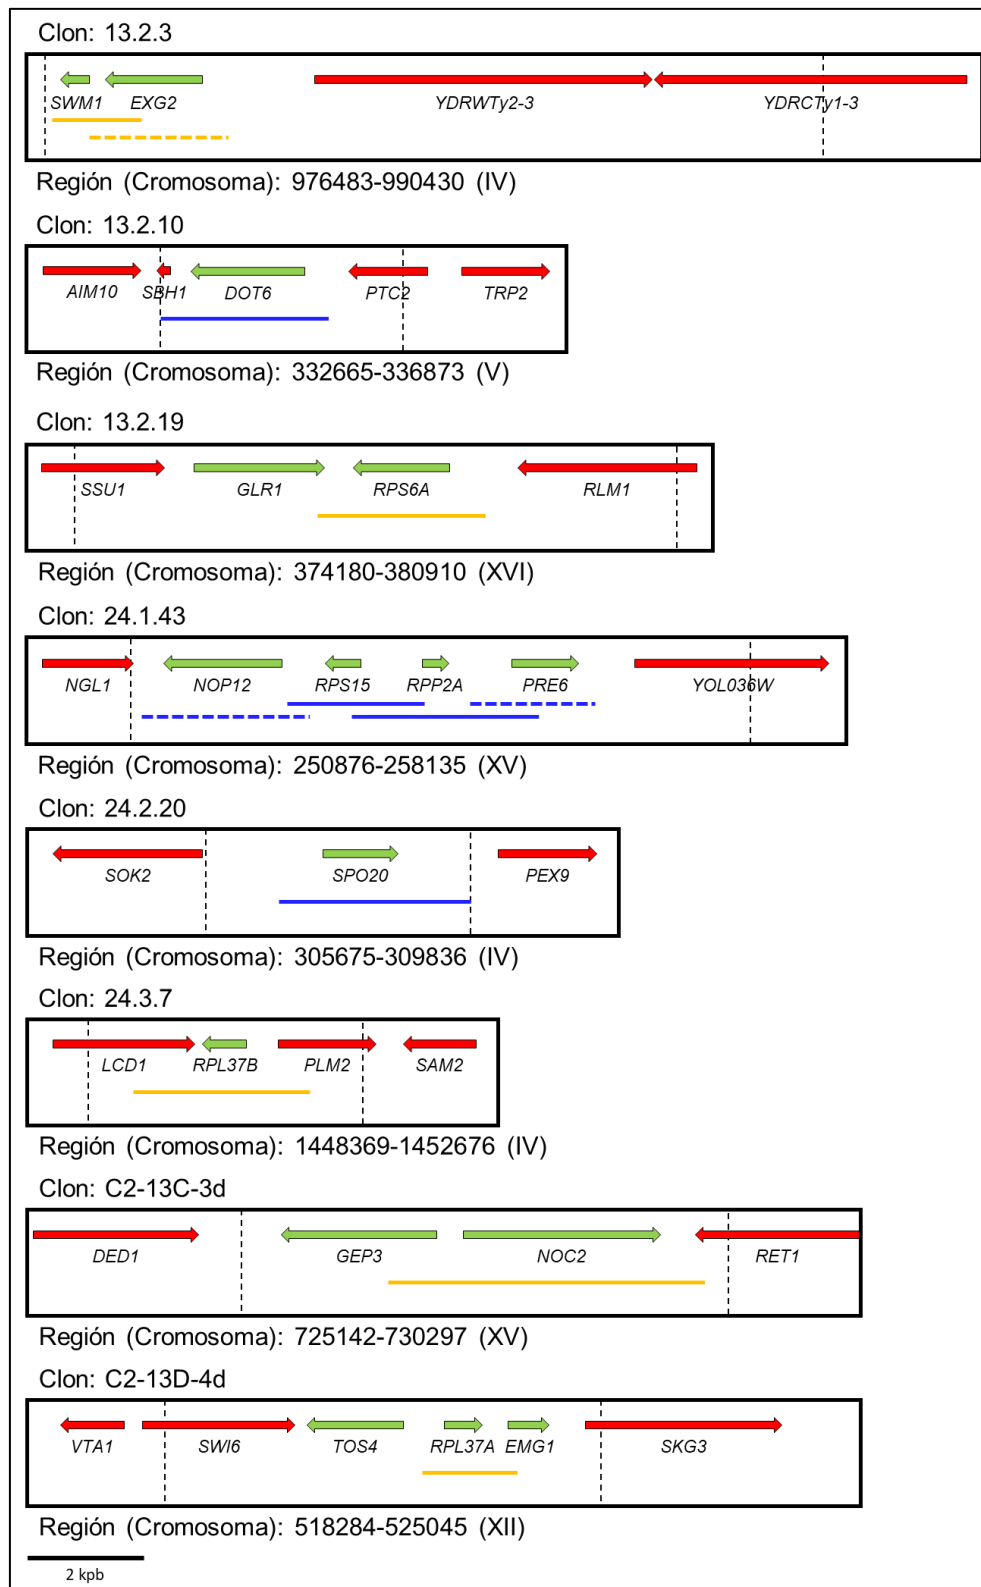 Clon: 13.2.3
SWM1 EXG2 YDRWTy2-3 YDRCTy1-3
Región (Cromosoma): 976483-990430 (IV)
Clon: 13.2.10
AIM10 SBH1 DOT6 PTC2 TRP2
Región (Cromosoma): 332665-336873 (V)
Clon: 13.2.19
SSU1 GLR1 RPS6A RLM1
Región (Cromosoma): 374180-380910 (XVI)
Clon: 24.1.43
NGL1 NOP12 RPS15 RPP2A PRE6 YOL036W
Región (Cromosoma): 250876-258135 (XV)
Clon: 24.2.20
SOK2 SPO20 PEX9
Región (Cromosoma): 305675-309836 (IV)
Clon: 24.3.7
LCD1 RPL37B PLM2 SAM2
Región (Cromosoma): 1448369-1452676 (IV)
Clon: C2-13C-3d
DED1 GEP3 NOC2 RET1
Región (Cromosoma): 725142-730297 (XV)
Clon: C2-13D-4d
VTA1 SWI6 TOS4 RPL37A EMG1 SKG3
Región (Cromosoma): 518284-525045 (XII)
2 kpb